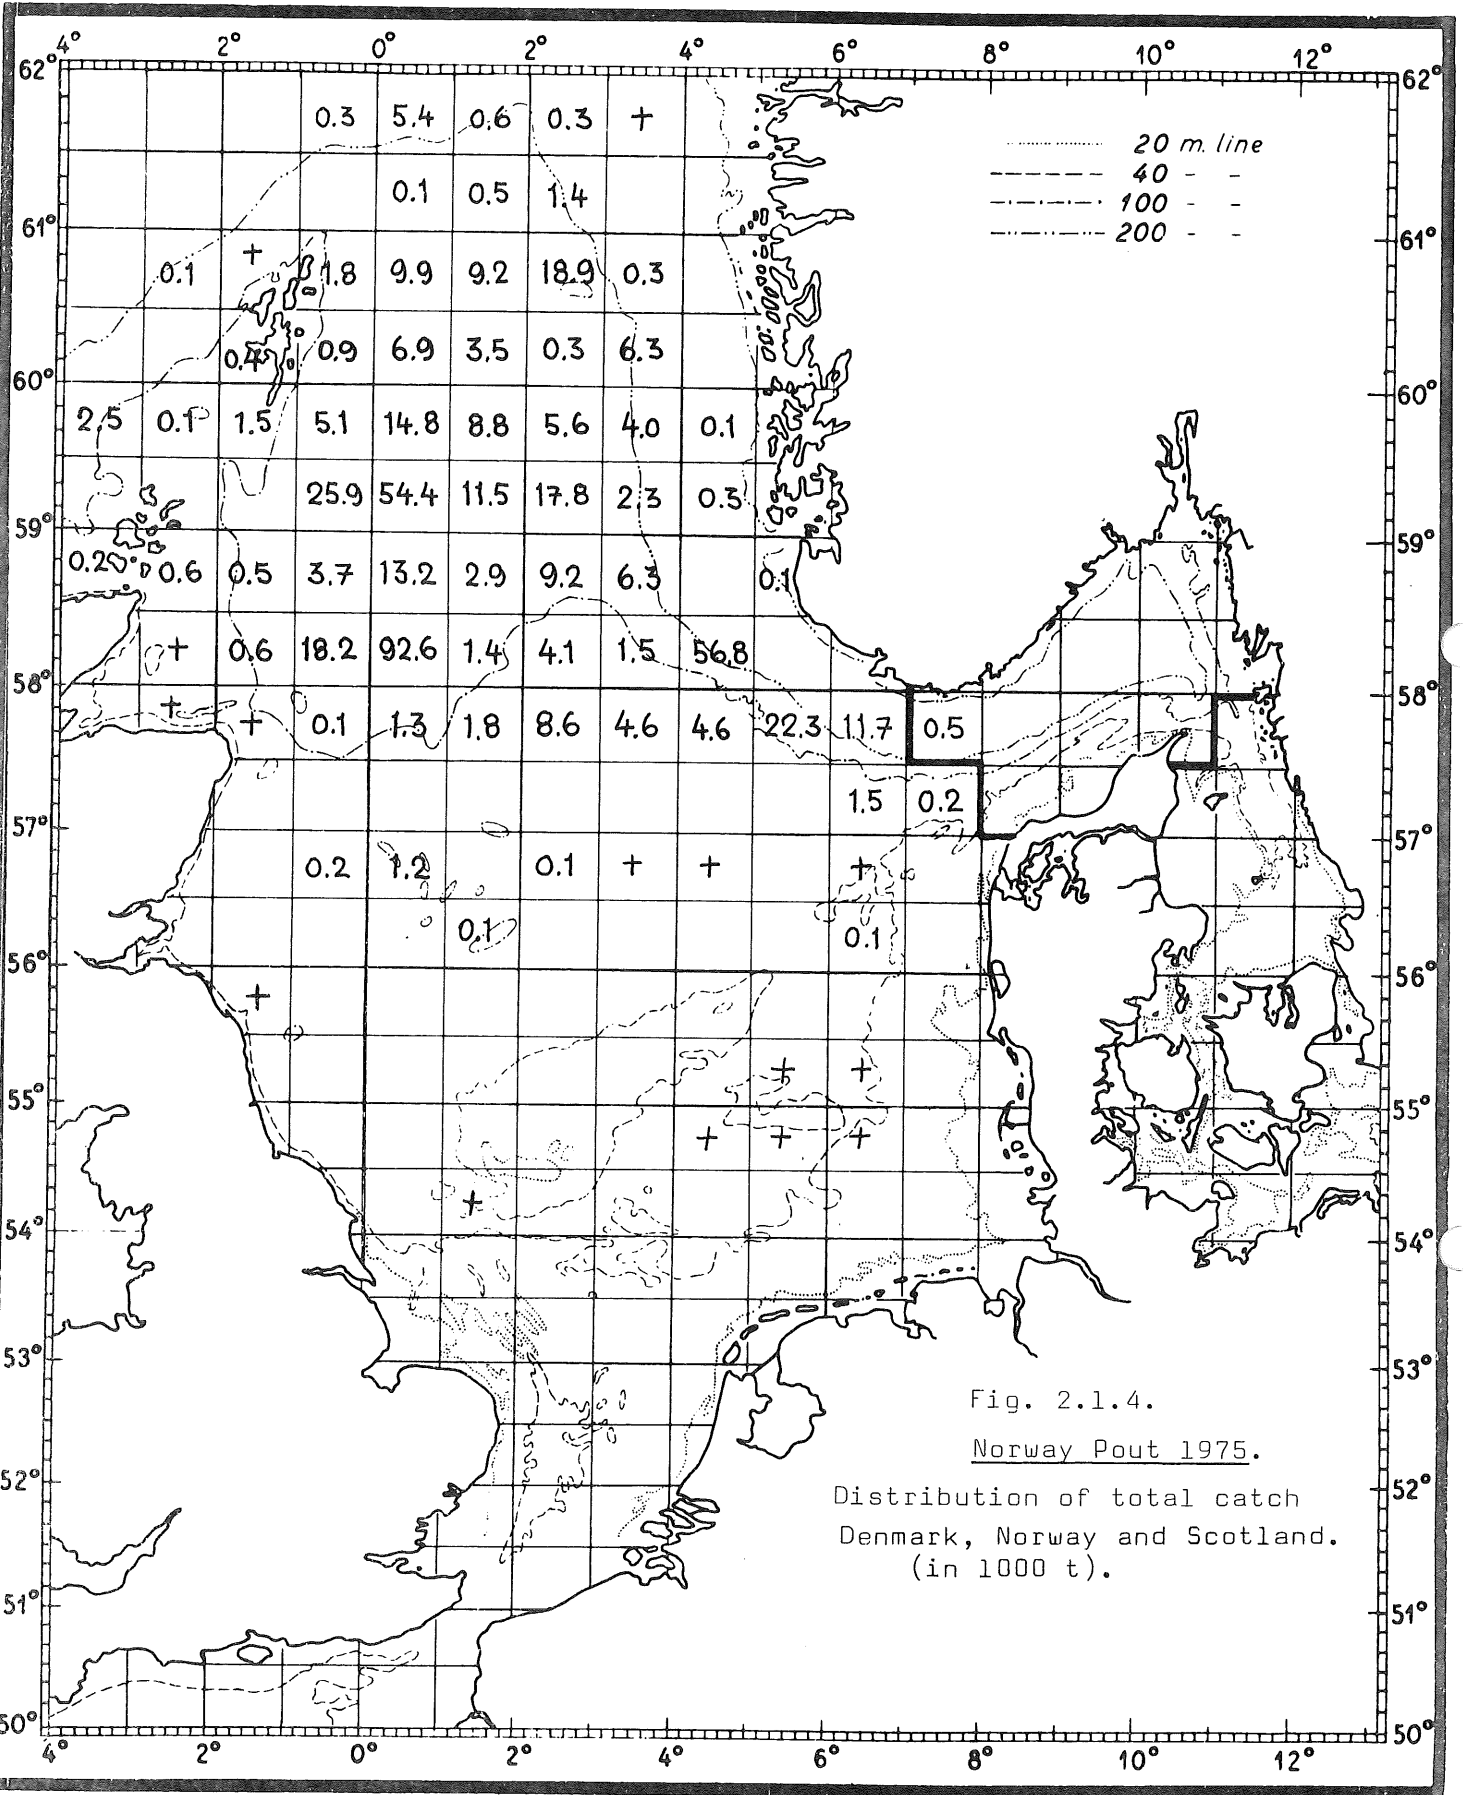 4° 2° 0° 2° 4° 6° 8° 10° 12°
62° 62°
0.3 5.4 0.6 0.3 +
20 m. line
40 - -
100 - -
200 - -
0.1 0.5 1.4
61° 61°
+
0.1 1.8 9.9 9.2 18.9 0.3
0.4 0.9 6.9 3.5 0.3 6.3
60° 60°
2.5 0.1 1.5 5.1 14.8 8.8 5.6 4.0 0.1
25.9 54.4 11.5 17.8 2.3 0.3
59° 59°
0.2 0.6 0.5 3.7 13.2 2.9 9.2 6.3 0.1
+ 0.6 18.2 92.6 1.4 4.1 1.5 56.8
58° 58°
+ + 0.1 1.3 1.8 8.6 4.6 4.6 22.3 11.7 0.5
1.5 0.2
57° 57°
0.2 1.2 0.1 + + +
0.1 0.1
56° 56°
+
+ +
55° 55°
+ + +
+
54° 54°
53° 53°
Fig. 2.1.4.
Norway Pout 1975.
52° 52°
Distribution of total catch
Denmark, Norway and Scotland.
(in 1000 t).
51° 51°
50° 50°
4° 2° 0° 2° 4° 6° 8° 10° 12°